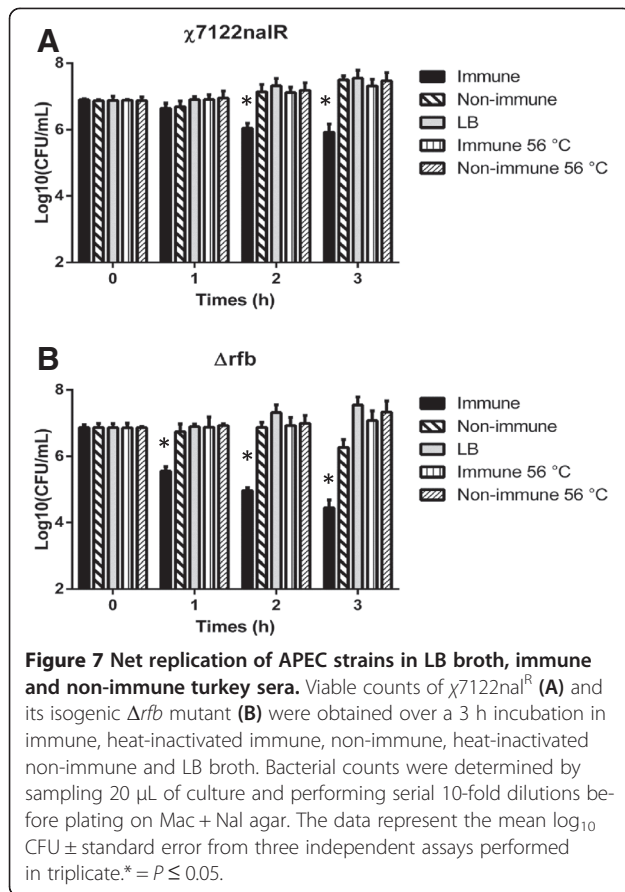 A
χ7122nalR
Log10(CFU/mL)
8
6
4
2
0
1
2
3
*
*
Times (h)
Immune
Non-immune
LB
Immune 56 °C
Non-immune 56 °C
B
Δrfb
Log10(CFU/mL)
8
6
4
2
0
1
2
3
*
*
*
Times (h)
Immune
Non-immune
LB
Immune 56 °C
Non-immune 56 °C
Figure 7 Net replication of APEC strains in LB broth, immune
and non-immune turkey sera. Viable counts of χ7122nalᴿ (A) and
its isogenic Δrfb mutant (B) were obtained over a 3 h incubation in
immune, heat-inactivated immune, non-immune, heat-inactivated
non-immune and LB broth. Bacterial counts were determined by
sampling 20 μL of culture and performing serial 10-fold dilutions be-
fore plating on Mac + Nal agar. The data represent the mean log₁₀
CFU ± standard error from three independent assays performed
in triplicate.* = P ≤ 0.05.